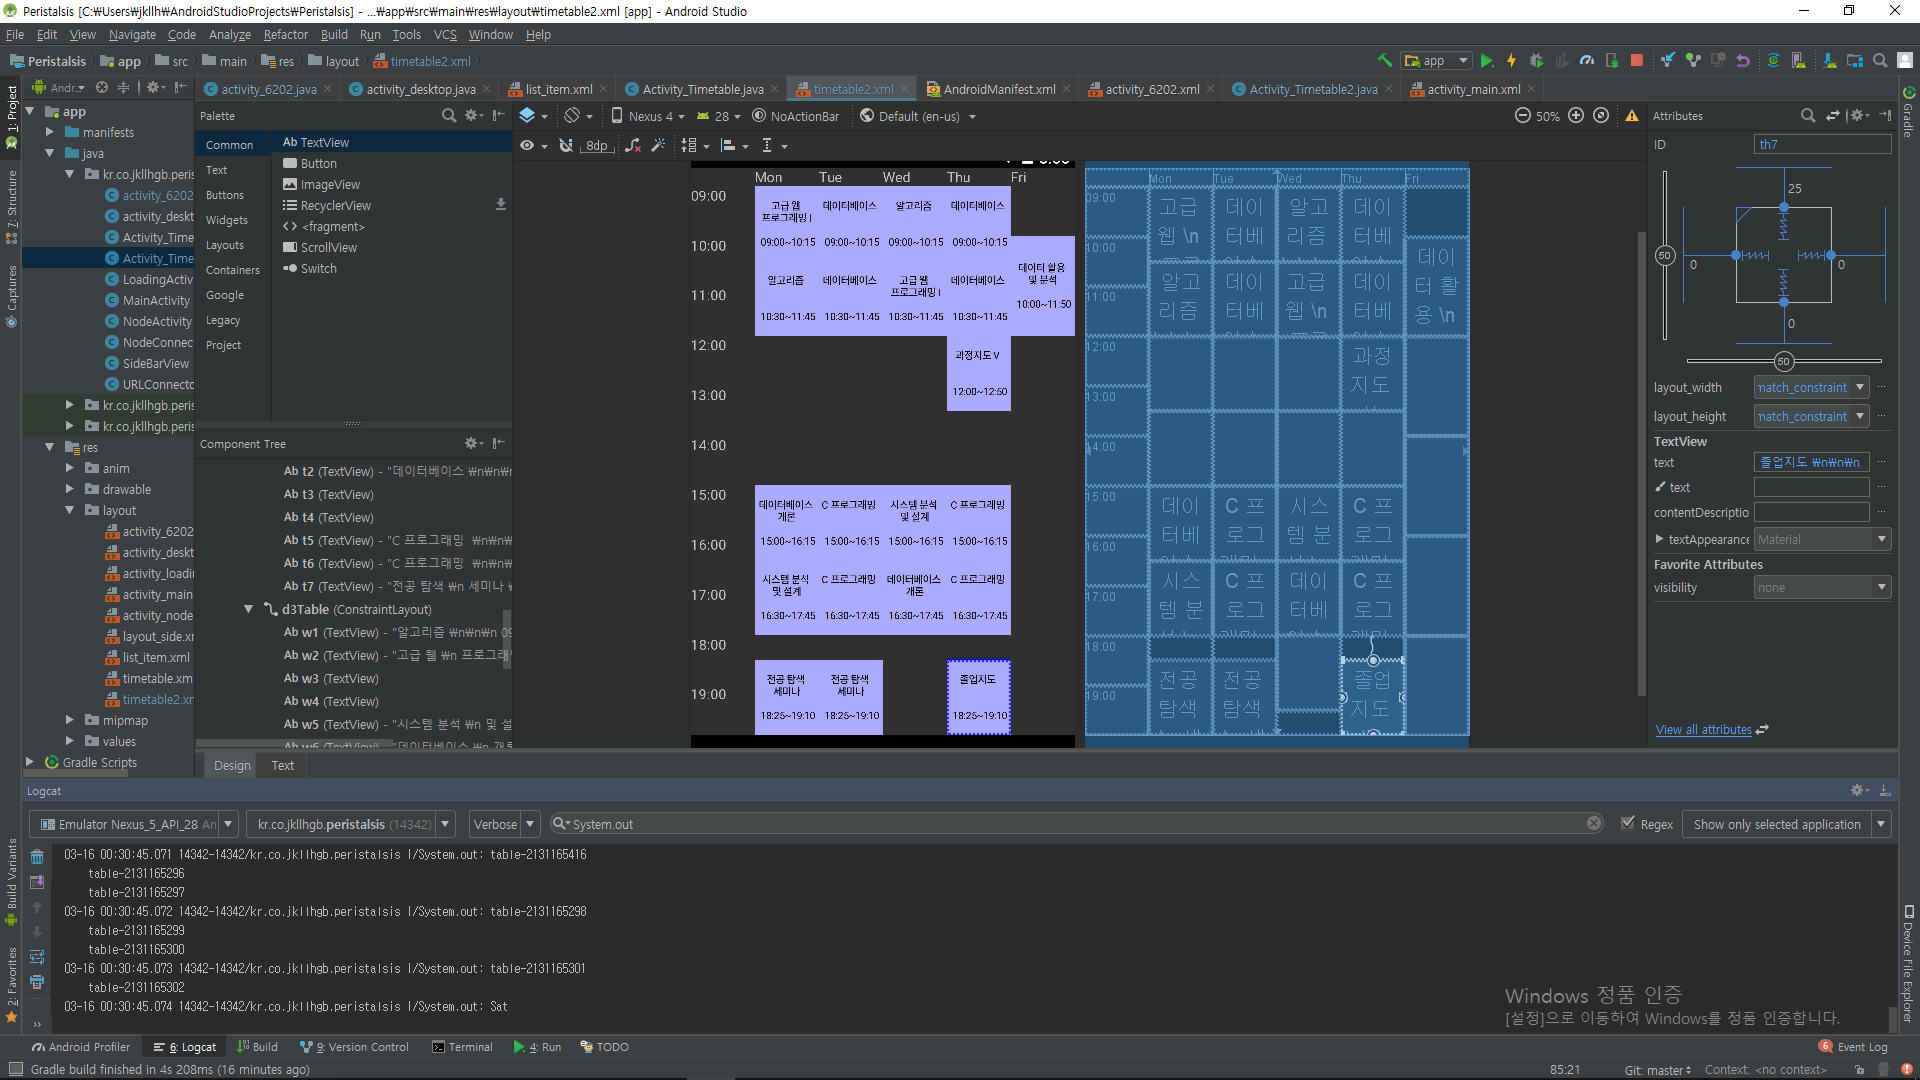 Peristalsis [C:₩Users₩jkllh₩AndroidStudioProjects₩Peristalsis] - ...₩app₩src₩main₩res₩layout₩timetable2.xml [app] - Android Studio
File Edit View Navigate Code Analyze Refactor Build Run Tools VCS Window Help
Peristalsis app src main res layout timetable2.xml
app
Andr...
activity_6202.java activity_desktop.java list_item.xml Activity_Timetable.java timetable2.xml AndroidManifest.xml activity_6202.xml Activity_Timetable2.java activity_main.xml
1: Project
7: Structure
Captures
Build Variants
2: Favorites
app
manifests
java
kr.co.jkllhgb.peris
activity_6202
activity_deskt
Activity_Time
Activity_Time
LoadingActiv
MainActivity
NodeActivity
NodeConnec
SideBarView
URLConnecto
kr.co.jkllhgb.peris
kr.co.jkllhgb.peris
res
anim
drawable
layout
activity_6202
activity_deskt
activity_loadi
activity_main
activity_node
layout_side.xr
list_item.xml
timetable.xm
timetable2.xr
mipmap
values
Gradle Scripts
Palette
Common
Text
Buttons
Widgets
Layouts
Containers
Google
Legacy
Project
Ab TextView
Button
ImageView
RecyclerView
<fragment>
ScrollView
Switch
Component Tree
Ab t2 (TextView) - "데이터베이스 ₩n₩n₩r
Ab t3 (TextView)
Ab t4 (TextView)
Ab t5 (TextView) - "C 프로그래밍 ₩n₩n₩
Ab t6 (TextView) - "C 프로그래밍 ₩n₩n₩
Ab t7 (TextView) - "전공 탐색 ₩n 세미나 ₩
d3Table (ConstraintLayout)
Ab w1 (TextView) - "알고리즘 ₩n₩n₩n 09
Ab w2 (TextView) - "고급 웹 ₩n 프로그래
Ab w3 (TextView)
Ab w4 (TextView)
Ab w5 (TextView) - "시스템 분석 ₩n 및 설
Ab w6 (TextView) - "데이터베이스 ₩n 개론
Design Text
Nexus 4 28 NoActionBar Default (en-us) 50%
8dp
Mon Tue Wed Thu Fri
09:00
10:00
11:00
12:00
13:00
14:00
15:00
16:00
17:00
18:00
19:00
고급 웹
프로그래밍 I
09:00~10:15
데이터베이스
09:00~10:15
알고리즘
09:00~10:15
데이터베이스
09:00~10:15
알고리즘
10:30~11:45
데이터베이스
10:30~11:45
고급 웹
프로그래밍 I
10:30~11:45
데이터베이스
10:30~11:45
데이터 활용
및 분석
10:00~11:50
과정지도 V
12:00~12:50
데이터베이스
개론
15:00~16:15
C 프로그래밍
15:00~16:15
시스템 분석
및 설계
15:00~16:15
C 프로그래밍
15:00~16:15
시스템 분석
및 설계
16:30~17:45
C 프로그래밍
16:30~17:45
데이터베이스
개론
16:30~17:45
C 프로그래밍
16:30~17:45
전공 탐색
세미나
18:25~19:10
전공 탐색
세미나
18:25~19:10
졸업지도
18:25~19:10
Mon Tue Wed Thu Fri
09:00
10:00
11:00
12:00
13:00
14:00
15:00
16:00
17:00
18:00
19:00
고급
웹 \n
데이
터베
알고
리즘
데이
터베
데이
터 활
용 \n
알고
리즘
데이
터베
고급
웹 \n
데이
터베
과정
지도
데이
터베
C 프
로그
시스
템 분
C 프
로그
시스
템 분
C 프
로그
데이
터베
C 프
로그
전공
탐색
전공
탐색
졸업
지도
Attributes
ID th7
25
50
0
0
0
50
layout_width match_constraint
layout_height match_constraint
TextView
text 졸업지도 ₩n₩n₩n
text
contentDescriptio
textAppearance Material
Favorite Attributes
visibility none
View all attributes
Gradle
Device File Explorer
Logcat
Emulator Nexus_5_API_28 An kr.co.jkllhgb.peristalsis (14342) Verbose System.out Regex Show only selected application
03-16 00:30:45.071 14342-14342/kr.co.jkllhgb.peristalsis I/System.out: table-2131165416
table-2131165296
table-2131165297
03-16 00:30:45.072 14342-14342/kr.co.jkllhgb.peristalsis I/System.out: table-2131165298
table-2131165299
table-2131165300
03-16 00:30:45.073 14342-14342/kr.co.jkllhgb.peristalsis I/System.out: table-2131165301
table-2131165302
03-16 00:30:45.074 14342-14342/kr.co.jkllhgb.peristalsis I/System.out: Sat
Windows 정품 인증
[설정]으로 이동하여 Windows를 정품 인증합니다.
Android Profiler 6: Logcat Build 9: Version Control Terminal 4: Run TODO 6 Event Log
Gradle build finished in 4s 208ms (16 minutes ago) 85:21 Git: master Context: <no context>